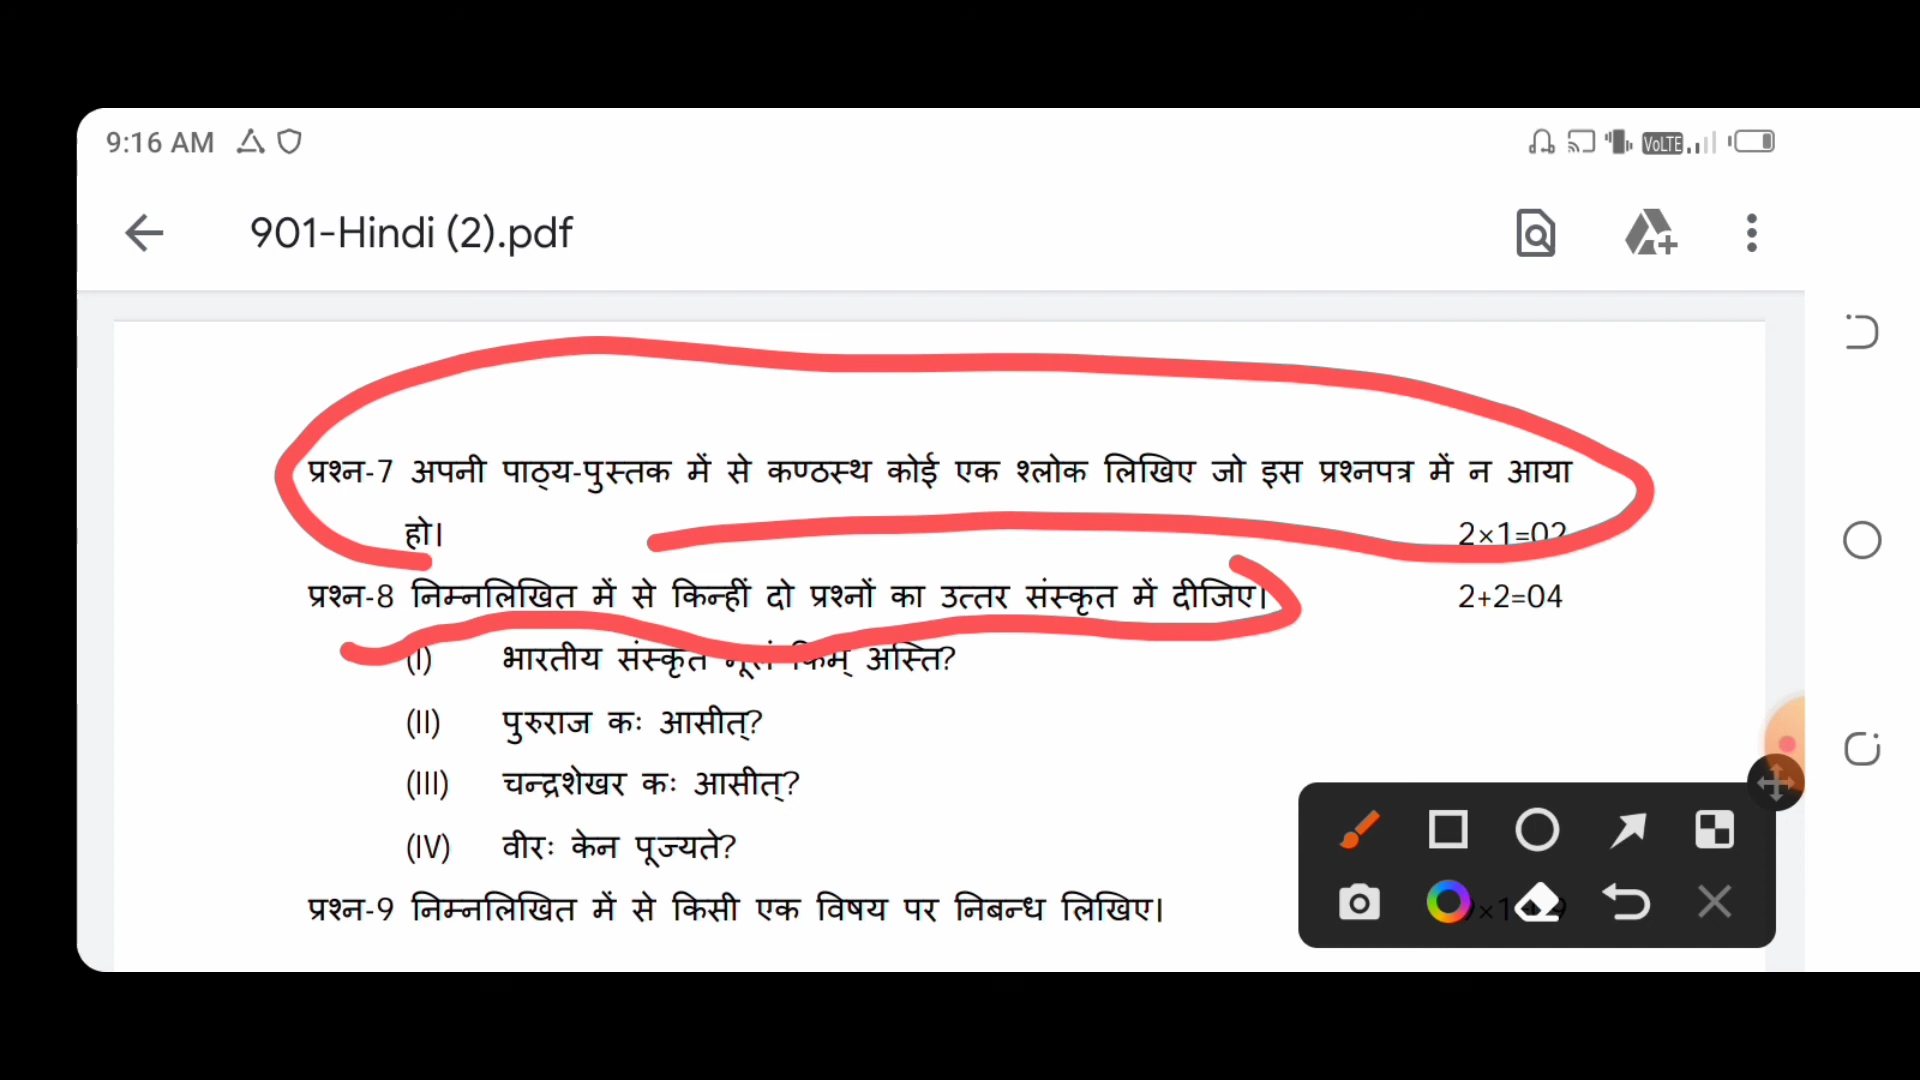 9:16 AM VoLTE
901-Hindi (2).pdf
प्रश्न-7 अपनी पाठ्य-पुस्तक में से कण्ठस्थ कोई एक श्लोक लिखिए जो इस प्रश्नपत्र में न आया
हो। 2×1=02
प्रश्न-8 निम्नलिखित में से किन्हीं दो प्रश्नों का उत्तर संस्कृत में दीजिए। 2+2=04
(I) भारतीय संस्कृत किम् अस्ति?
(II) पुरुराज कः आसीत्?
(III) चन्द्रशेखर कः आसीत्?
(IV) वीरः केन पूज्यते?
प्रश्न-9 निम्नलिखित में से किसी एक विषय पर निबन्ध लिखिए।